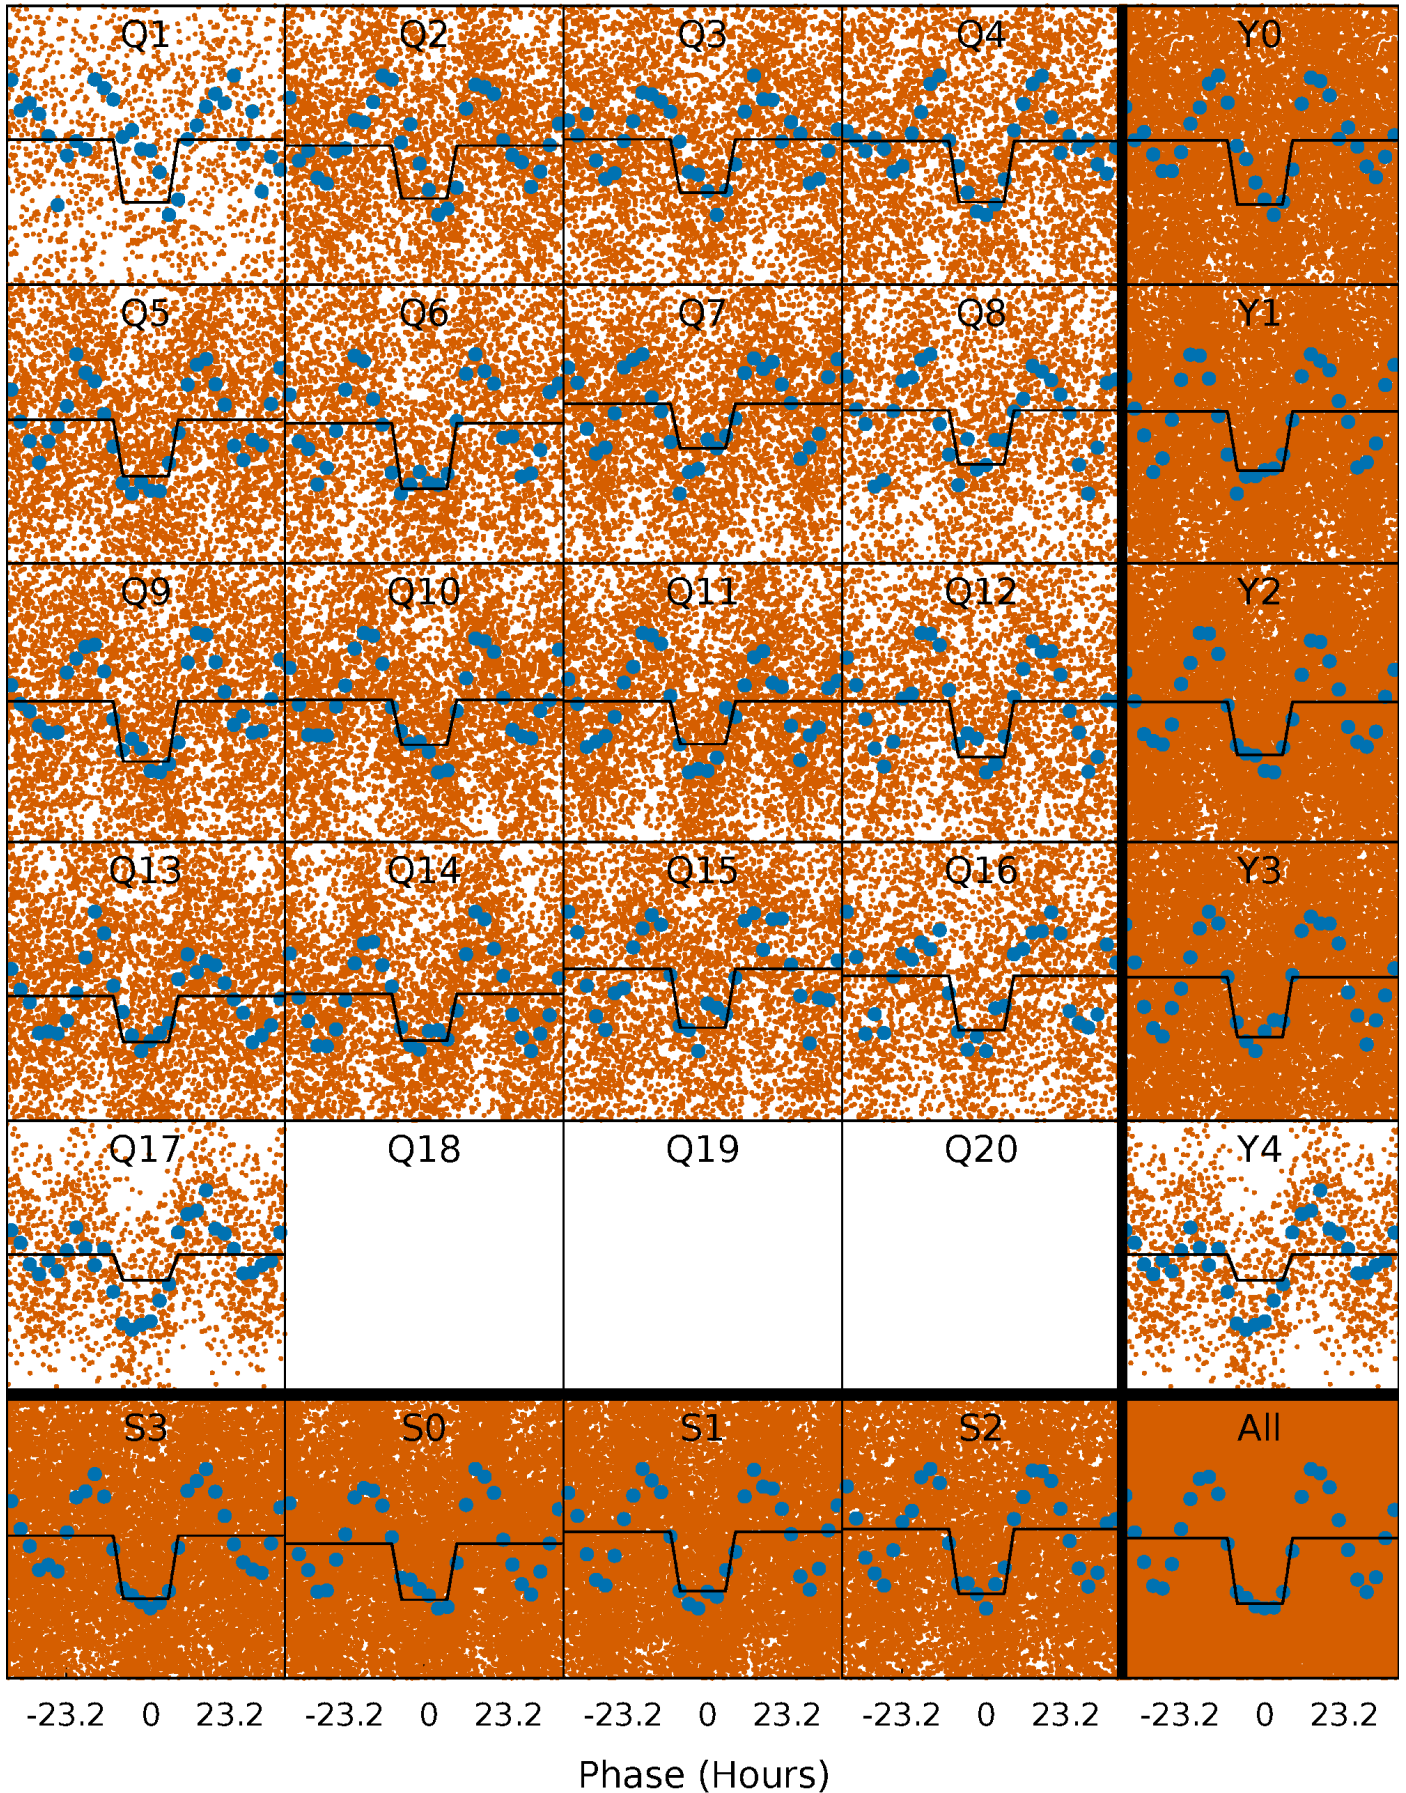 Q1 Q2 Q3 Q4 Y0
Q5 Q6 Q7 Q8 Y1
Q9 Q10 Q11 Q12 Y2
Q13 Q14 Q15 Q16 Y3
Q17 Q18 Q19 Q20 Y4
S3 S0 S1 S2 All
-23.2 0 23.2 -23.2 0 23.2 -23.2 0 23.2 -23.2 0 23.2 -23.2 0 23.2
Phase (Hours)